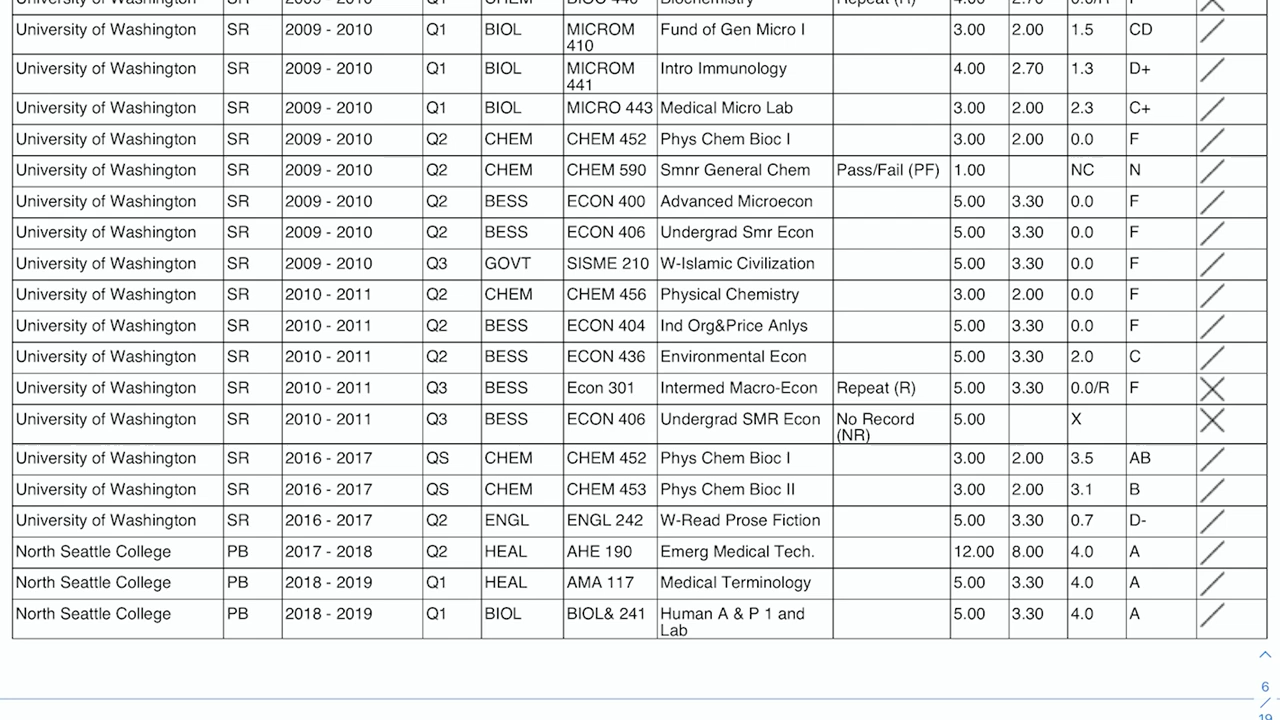 University of Washington SR 2009 - 2010 Q1 CHEM Biochemistry Repeat (R) 4.00 2.70 0.0/R F
University of Washington SR 2009 - 2010 Q1 BIOL MICROM 410 Fund of Gen Micro I 3.00 2.00 1.5 CD
University of Washington SR 2009 - 2010 Q1 BIOL MICROM 441 Intro Immunology 4.00 2.70 1.3 D+
University of Washington SR 2009 - 2010 Q1 BIOL MICRO 443 Medical Micro Lab 3.00 2.00 2.3 C+
University of Washington SR 2009 - 2010 Q2 CHEM CHEM 452 Phys Chem Bioc I 3.00 2.00 0.0 F
University of Washington SR 2009 - 2010 Q2 CHEM CHEM 590 Smnr General Chem Pass/Fail (PF) 1.00 NC N
University of Washington SR 2009 - 2010 Q2 BESS ECON 400 Advanced Microecon 5.00 3.30 0.0 F
University of Washington SR 2009 - 2010 Q2 BESS ECON 406 Undergrad Smr Econ 5.00 3.30 0.0 F
University of Washington SR 2009 - 2010 Q3 GOVT SISME 210 W-Islamic Civilization 5.00 3.30 0.0 F
University of Washington SR 2010 - 2011 Q2 CHEM CHEM 456 Physical Chemistry 3.00 2.00 0.0 F
University of Washington SR 2010 - 2011 Q2 BESS ECON 404 Ind Org&Price Anlys 5.00 3.30 0.0 F
University of Washington SR 2010 - 2011 Q2 BESS ECON 436 Environmental Econ 5.00 3.30 2.0 C
University of Washington SR 2010 - 2011 Q3 BESS Econ 301 Intermed Macro-Econ Repeat (R) 5.00 3.30 0.0/R F
University of Washington SR 2010 - 2011 Q3 BESS ECON 406 Undergrad SMR Econ No Record (NR) 5.00 X
University of Washington SR 2016 - 2017 QS CHEM CHEM 452 Phys Chem Bioc I 3.00 2.00 3.5 AB
University of Washington SR 2016 - 2017 QS CHEM CHEM 453 Phys Chem Bioc II 3.00 2.00 3.1 B
University of Washington SR 2016 - 2017 Q2 ENGL ENGL 242 W-Read Prose Fiction 5.00 3.30 0.7 D-
North Seattle College PB 2017 - 2018 Q2 HEAL AHE 190 Emerg Medical Tech. 12.00 8.00 4.0 A
North Seattle College PB 2018 - 2019 Q1 HEAL AMA 117 Medical Terminology 5.00 3.30 4.0 A
North Seattle College PB 2018 - 2019 Q1 BIOL BIOL& 241 Human A & P 1 and Lab 5.00 3.30 4.0 A
6
/
19